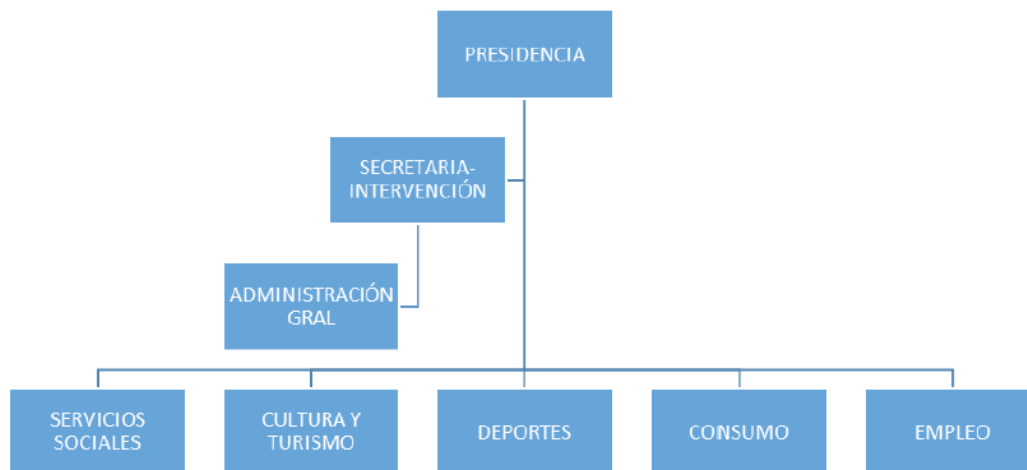 PRESIDENCIA
SECRETARIA-
INTERVENCIÓN
ADMINISTRACIÓN
GRAL
SERVICIOS
SOCIALES
CULTURA Y
TURISMO
DEPORTES
CONSUMO
EMPLEO